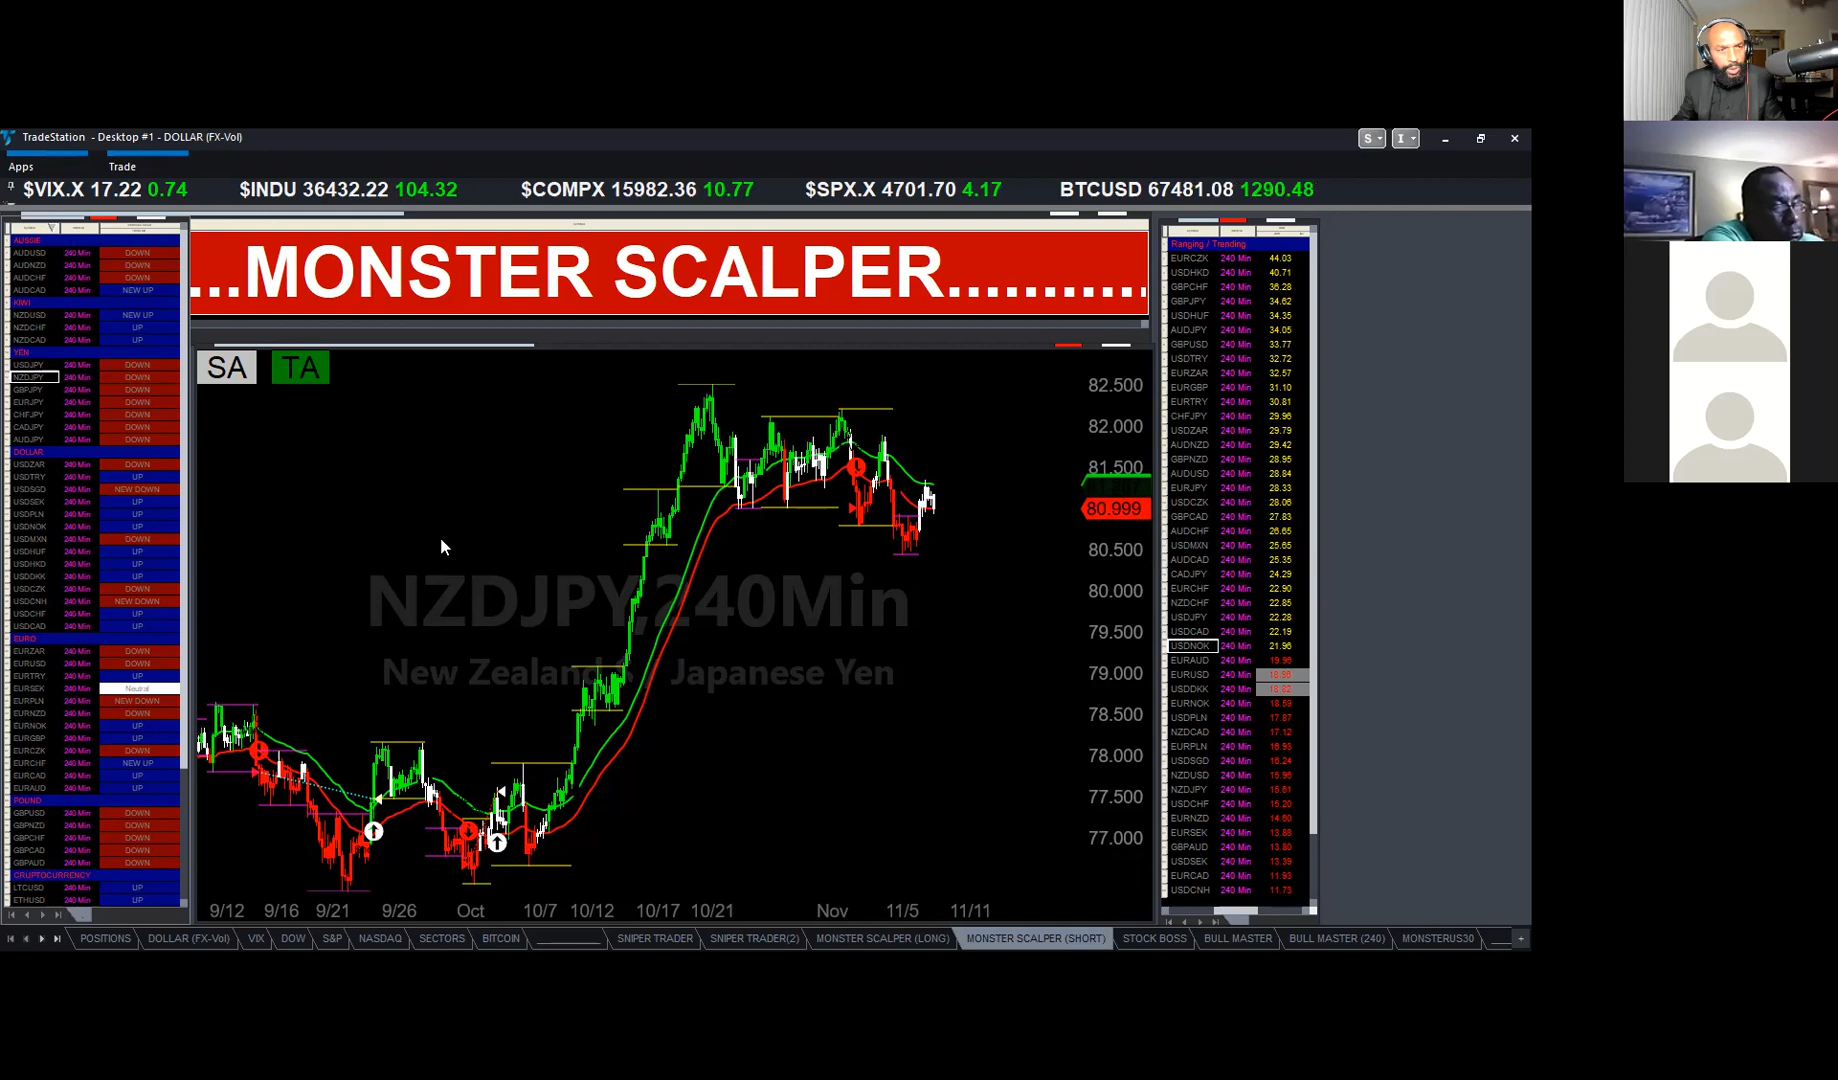 TradeStation - Desktop #1 - DOLLAR (FX-Vol)
S I
Apps Trade
$VIX.X 17.22 0.74 $INDU 36432.22 104.32 $COMPX 15982.36 10.77 $SPX.X 4701.70 4.17 BTCUSD 67481.08 1290.48
AUSSIE
AUDUSD 240 Min DOWN
AUDNZD 240 Min DOWN
AUDCHF 240 Min DOWN
AUDCAD 240 Min NEW UP
KIWI
NZDUSD 240 Min NEW UP
NZDCHF 240 Min UP
NZDCAD 240 Min UP
YEN
USDJPY 240 Min DOWN
NZDJPY 240 Min DOWN
GBPJPY 240 Min DOWN
EURJPY 240 Min DOWN
CHFJPY 240 Min DOWN
CADJPY 240 Min DOWN
AUDJPY 240 Min DOWN
DOLLAR
USDZAR 240 Min DOWN
USDTRY 240 Min UP
USDSGD 240 Min NEW DOWN
USDSEK 240 Min UP
USDPLN 240 Min UP
USDNOK 240 Min UP
USDMXN 240 Min DOWN
USDHUF 240 Min UP
USDHKD 240 Min UP
USDDKK 240 Min UP
USDCZK 240 Min DOWN
USDCNH 240 Min NEW DOWN
USDCHF 240 Min UP
USDCAD 240 Min UP
EURO
EURZAR 240 Min DOWN
EURUSD 240 Min DOWN
EURTRY 240 Min UP
EURSEK 240 Min Neutral
EURPLN 240 Min NEW DOWN
EURNZD 240 Min DOWN
EURNOK 240 Min UP
EURGBP 240 Min UP
EURCZK 240 Min DOWN
EURCHF 240 Min NEW UP
EURCAD 240 Min UP
EURAUD 240 Min UP
POUND
GBPUSD 240 Min DOWN
GBPNZD 240 Min DOWN
GBPCHF 240 Min DOWN
GBPCAD 240 Min DOWN
GBPAUD 240 Min DOWN
CRUPTOCURRENCY
LTCUSD 240 Min UP
ETHUSD 240 Min UP
...MONSTER SCALPER...........
SA TA
NZDJPY,240Min
New Zealand $ Japanese Yen
82.500
82.000
81.500
80.999
80.500
80.000
79.500
79.000
78.500
78.000
77.500
77.000
9/12 9/16 9/21 9/26 Oct 10/7 10/12 10/17 10/21 Nov 11/5 11/11
Ranging / Trending
EURCZK 240 Min 44.03
USDHKD 240 Min 40.71
GBPCHF 240 Min 36.28
GBPJPY 240 Min 34.62
USDHUF 240 Min 34.35
AUDJPY 240 Min 34.05
GBPUSD 240 Min 33.77
USDTRY 240 Min 32.72
EURZAR 240 Min 32.57
EURGBP 240 Min 31.10
EURTRY 240 Min 30.81
CHFJPY 240 Min 29.96
USDZAR 240 Min 29.79
AUDNZD 240 Min 29.42
GBPNZD 240 Min 28.95
AUDUSD 240 Min 28.84
EURJPY 240 Min 28.33
USDCZK 240 Min 28.06
GBPCAD 240 Min 27.83
AUDCHF 240 Min 26.65
USDMXN 240 Min 25.65
AUDCAD 240 Min 25.35
CADJPY 240 Min 24.29
EURCHF 240 Min 22.90
NZDCHF 240 Min 22.85
USDJPY 240 Min 22.28
USDCAD 240 Min 22.19
USDNOK 240 Min 21.96
EURAUD 240 Min 19.96
EURUSD 240 Min 18.98
USDDKK 240 Min 18.82
EURNOK 240 Min 18.59
USDPLN 240 Min 17.87
NZDCAD 240 Min 17.12
EURPLN 240 Min 16.93
USDSGD 240 Min 16.24
NZDUSD 240 Min 15.96
NZDJPY 240 Min 15.61
USDCHF 240 Min 15.20
EURNZD 240 Min 14.60
EURSEK 240 Min 13.88
GBPAUD 240 Min 13.80
USDSEK 240 Min 13.39
EURCAD 240 Min 11.93
USDCNH 240 Min 11.73
POSITIONS DOLLAR (FX-Vol) VIX DOW S&P NASDAQ SECTORS BITCOIN SNIPER TRADER SNIPER TRADER(2) MONSTER SCALPER (LONG) MONSTER SCALPER (SHORT) STOCK BOSS BULL MASTER BULL MASTER (240) MONSTERUS30